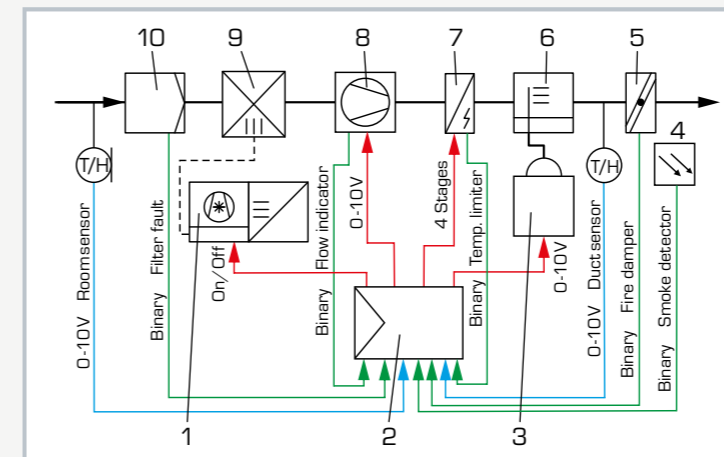 10
9
8
7
6
5
4
T/H
T/H
0-10V Roomsensor
Binary Filter fault
On/Off
Binary Flow indicator
0-10V
4 Stages
Binary Temp. limiter
0-10V
0-10V Ductsensor
Binary Fire damper
Binary Smoke detector
1
2
3